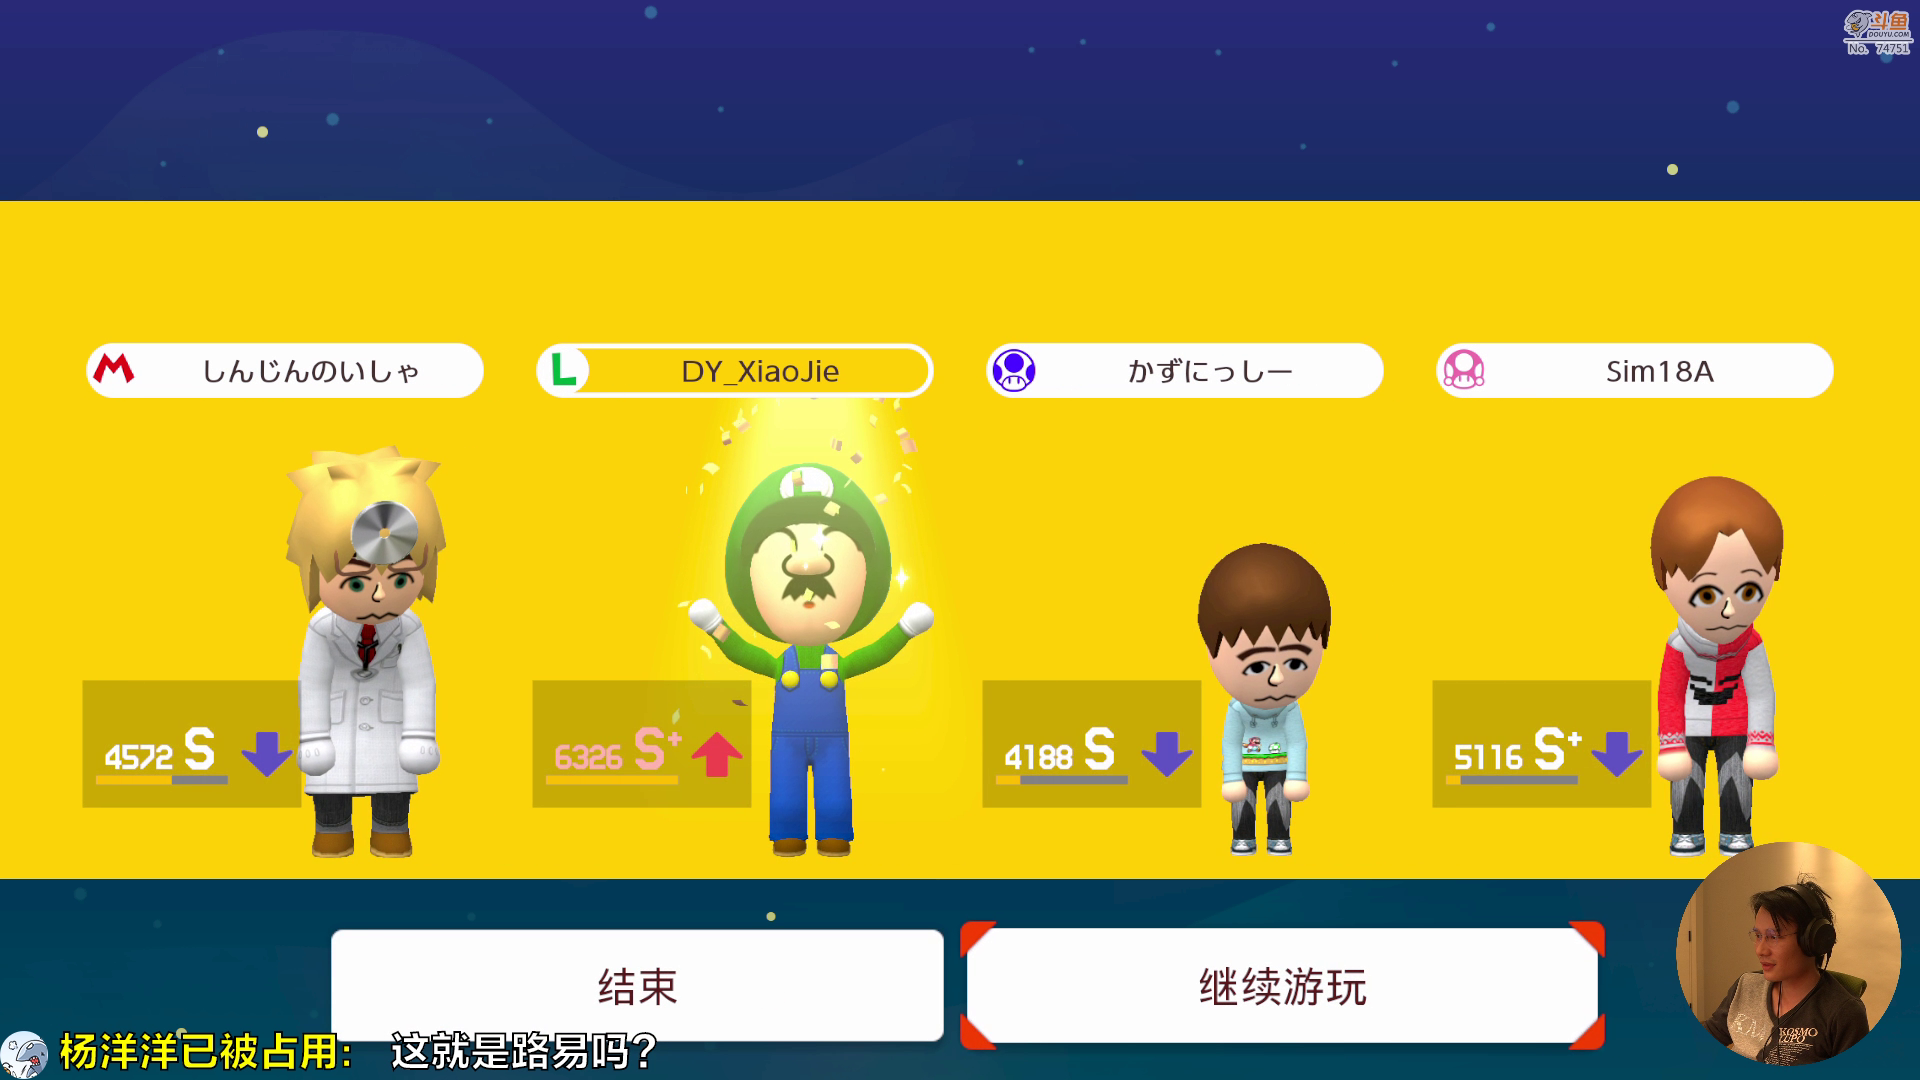 斗鱼
DOUYU.COM
No. 74751
しんじんのいしゃ
L
DY_XiaoJie
かずにっしー
Sim18A
4572 S
6326 S+
4188 S
5116 S+
结束
继续游玩
杨洋洋已被占用: 这就是路易吗?
KOSMO
LUPO